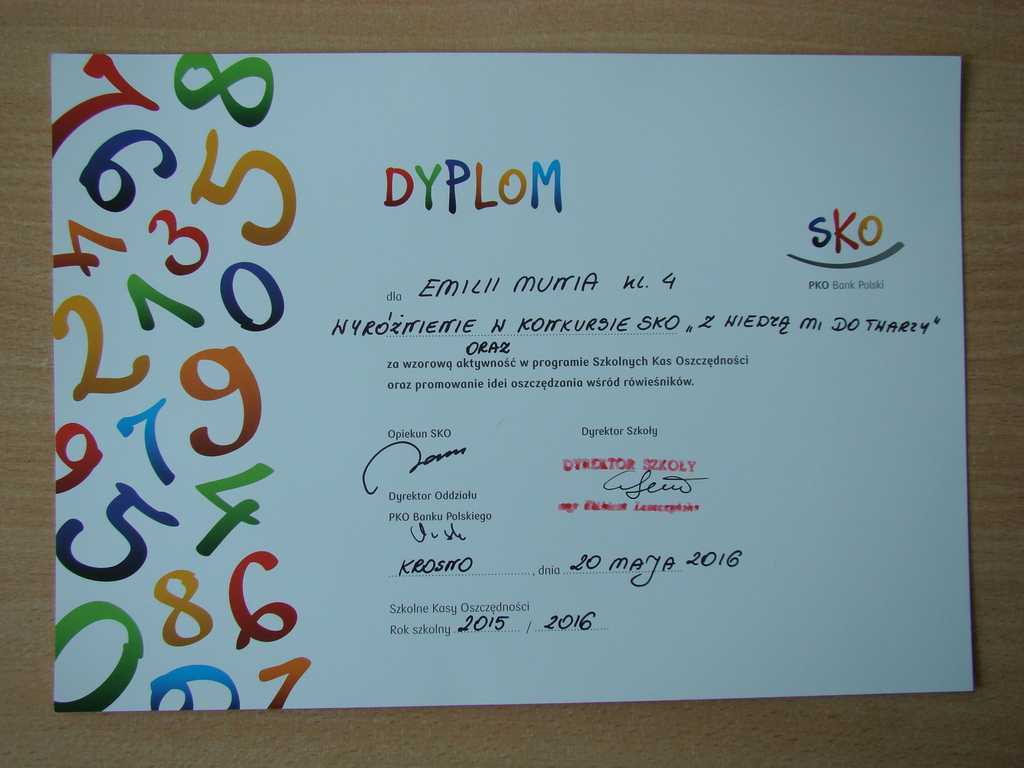 DYPLOM
SKO
PKO Bank Polski
dla EMILII MUNIA KL. 4
WYRÓŻNIENIE W KONKURSIE SKO „Z WIEDZĄ MI DO TWARZY"
ORAZ
za wzorową aktywność w programie Szkolnych Kas Oszczędności
oraz promowanie idei oszczędzania wśród rówieśników.
Opiekun SKO
Dyrektor Szkoły
DYREKTOR SZKOŁY
mgr
Dyrektor Oddziału
PKO Banku Polskiego
KROSNO, dnia 20 MAJA 2016
Szkolne Kasy Oszczędności
Rok szkolny 2015 / 2016